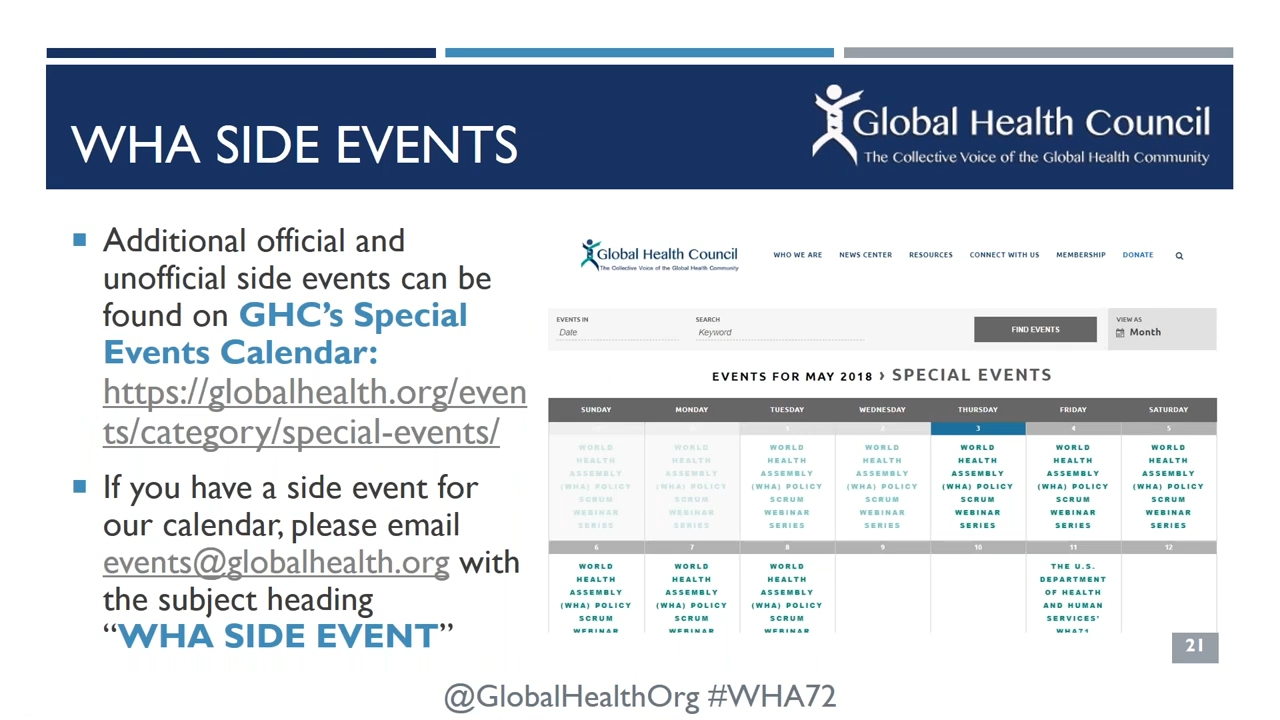 WHA SIDE EVENTS
Global Health Council
The Collective Voice of the Global Health Community
Additional official and
unofficial side events can be
found on GHC’s Special
Events Calendar:
https://globalhealth.org/even
ts/category/special-events/
If you have a side event for
our calendar, please email
events@globalhealth.org with
the subject heading
“WHA SIDE EVENT”
Global Health Council
The Collective Voice of the Global Health Community
WHO WE ARE NEWS CENTER RESOURCES CONNECT WITH US MEMBERSHIP DONATE
EVENTS IN SEARCH VIEW AS
Date Keyword FIND EVENTS Month
EVENTS FOR MAY 2018 › SPECIAL EVENTS
SUNDAY MONDAY TUESDAY WEDNESDAY THURSDAY FRIDAY SATURDAY
1 2 3 4 5
WORLD WORLD WORLD WORLD WORLD WORLD WORLD
HEALTH HEALTH HEALTH HEALTH HEALTH HEALTH HEALTH
ASSEMBLY ASSEMBLY ASSEMBLY ASSEMBLY ASSEMBLY ASSEMBLY ASSEMBLY
(WHA) POLICY (WHA) POLICY (WHA) POLICY (WHA) POLICY (WHA) POLICY (WHA) POLICY (WHA) POLICY
SCRUM SCRUM SCRUM SCRUM SCRUM SCRUM SCRUM
WEBINAR WEBINAR WEBINAR WEBINAR WEBINAR WEBINAR WEBINAR
SERIES SERIES SERIES SERIES SERIES SERIES SERIES
6 7 8 9 10 11 12
WORLD WORLD WORLD THE U.S.
HEALTH HEALTH HEALTH DEPARTMENT
ASSEMBLY ASSEMBLY ASSEMBLY OF HEALTH
(WHA) POLICY (WHA) POLICY (WHA) POLICY AND HUMAN
SCRUM SCRUM SCRUM SERVICES’
WEBINAR WEBINAR WEBINAR WHA71
21
@GlobalHealthOrg #WHA72